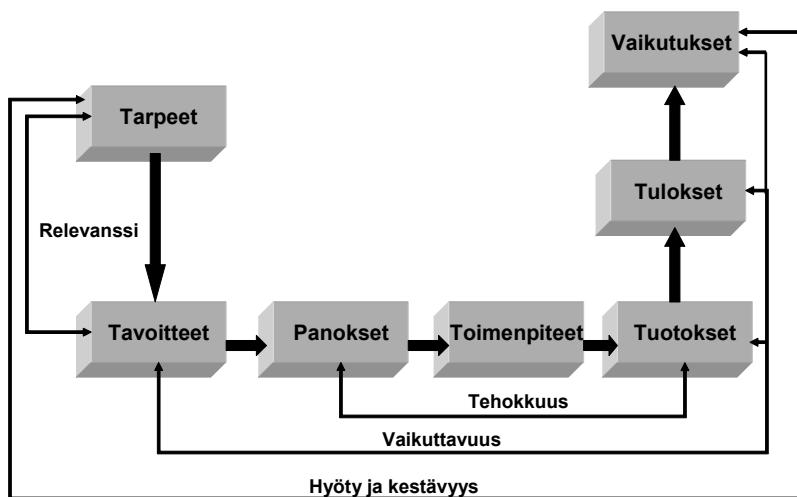 Vaikutukset
Tarpeet
Tulokset
Relevanssi
Tavoitteet
Panokset
Toimenpiteet
Tuotokset
Tehokkuus
Vaikuttavuus
Hyöty ja kestävyys